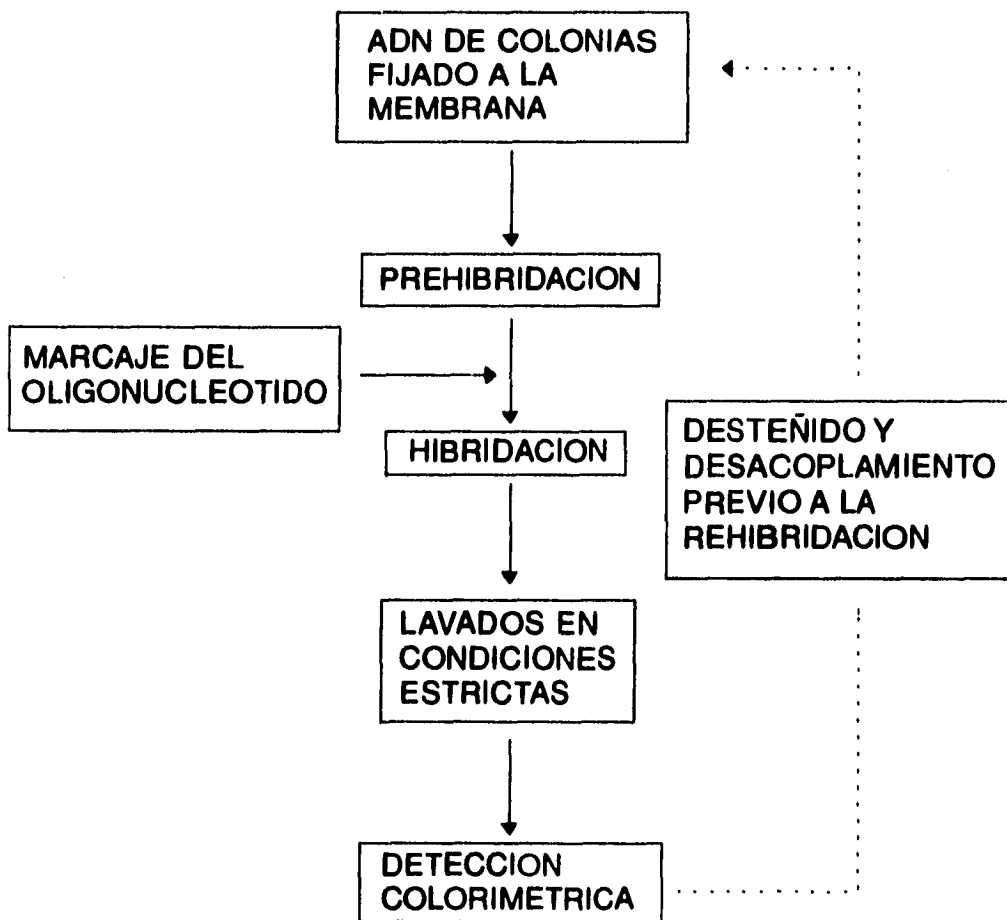 ADN DE COLONIAS
FIJADO A LA
MEMBRANA
PREHIBRIDACION
MARCAJE DEL
OLIGONUCLEOTIDO
HIBRIDACION
DESTEÑIDO Y
DESACOPLAMIENTO
PREVIO A LA
REHIBRIDACION
LAVADOS EN
CONDICIONES
ESTRICTAS
DETECCION
COLORIMETRICA